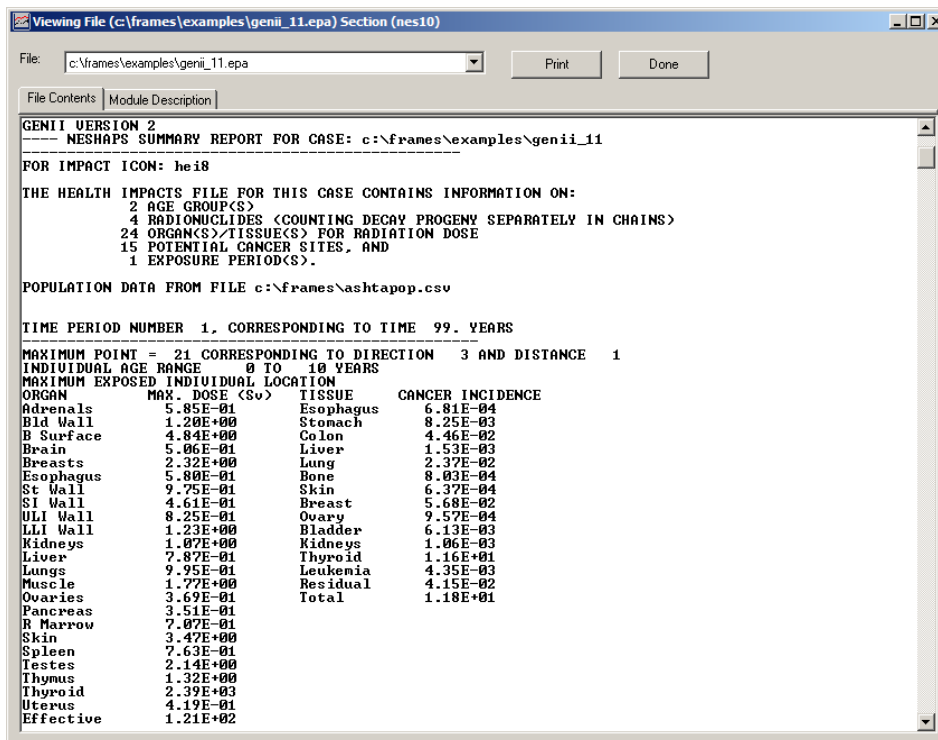 Viewing File (c:\frames\examples\genii_11.epa) Section (nes10)
File: c:\frames\examples\genii_11.epa Print Done
File Contents Module Description
GENII VERSION 2
---- NESHAPS SUMMARY REPORT FOR CASE: c:\frames\examples\genii_11
--------------------------------------------------
FOR IMPACT ICON: hei8
THE HEALTH IMPACTS FILE FOR THIS CASE CONTAINS INFORMATION ON:
2 AGE GROUP(S)
4 RADIONUCLIDES (COUNTING DECAY PROGENY SEPARATELY IN CHAINS)
24 ORGAN(S)/TISSUE(S) FOR RADIATION DOSE
15 POTENTIAL CANCER SITES, AND
1 EXPOSURE PERIOD(S).
POPULATION DATA FROM FILE c:\frames\ashtapop.csv
TIME PERIOD NUMBER 1, CORRESPONDING TO TIME 99. YEARS
----------------------------------------------------
MAXIMUM POINT = 21 CORRESPONDING TO DIRECTION 3 AND DISTANCE 1
INDIVIDUAL AGE RANGE 0 TO 10 YEARS
MAXIMUM EXPOSED INDIVIDUAL LOCATION
ORGAN MAX. DOSE (Sv) TISSUE CANCER INCIDENCE
Adrenals 5.85E-01 Esophagus 6.81E-04
Bld Wall 1.20E+00 Stomach 8.25E-03
B Surface 4.84E+00 Colon 4.46E-02
Brain 5.06E-01 Liver 1.53E-03
Breasts 2.32E+00 Lung 2.37E-02
Esophagus 5.80E-01 Bone 8.03E-04
St Wall 9.75E-01 Skin 6.37E-04
SI Wall 4.61E-01 Breast 5.68E-02
ULI Wall 8.25E-01 Ovary 9.57E-04
LLI Wall 1.23E+00 Bladder 6.13E-03
Kidneys 1.07E+00 Kidneys 1.06E-03
Liver 7.87E-01 Thyroid 1.16E+01
Lungs 9.95E-01 Leukemia 4.35E-03
Muscle 1.77E+00 Residual 4.15E-02
Ovaries 3.69E-01 Total 1.18E+01
Pancreas 3.51E-01
R Marrow 7.07E-01
Skin 3.47E+00
Spleen 7.63E-01
Testes 2.14E+00
Thymus 1.32E+00
Thyroid 2.39E+03
Uterus 4.19E-01
Effective 1.21E+02